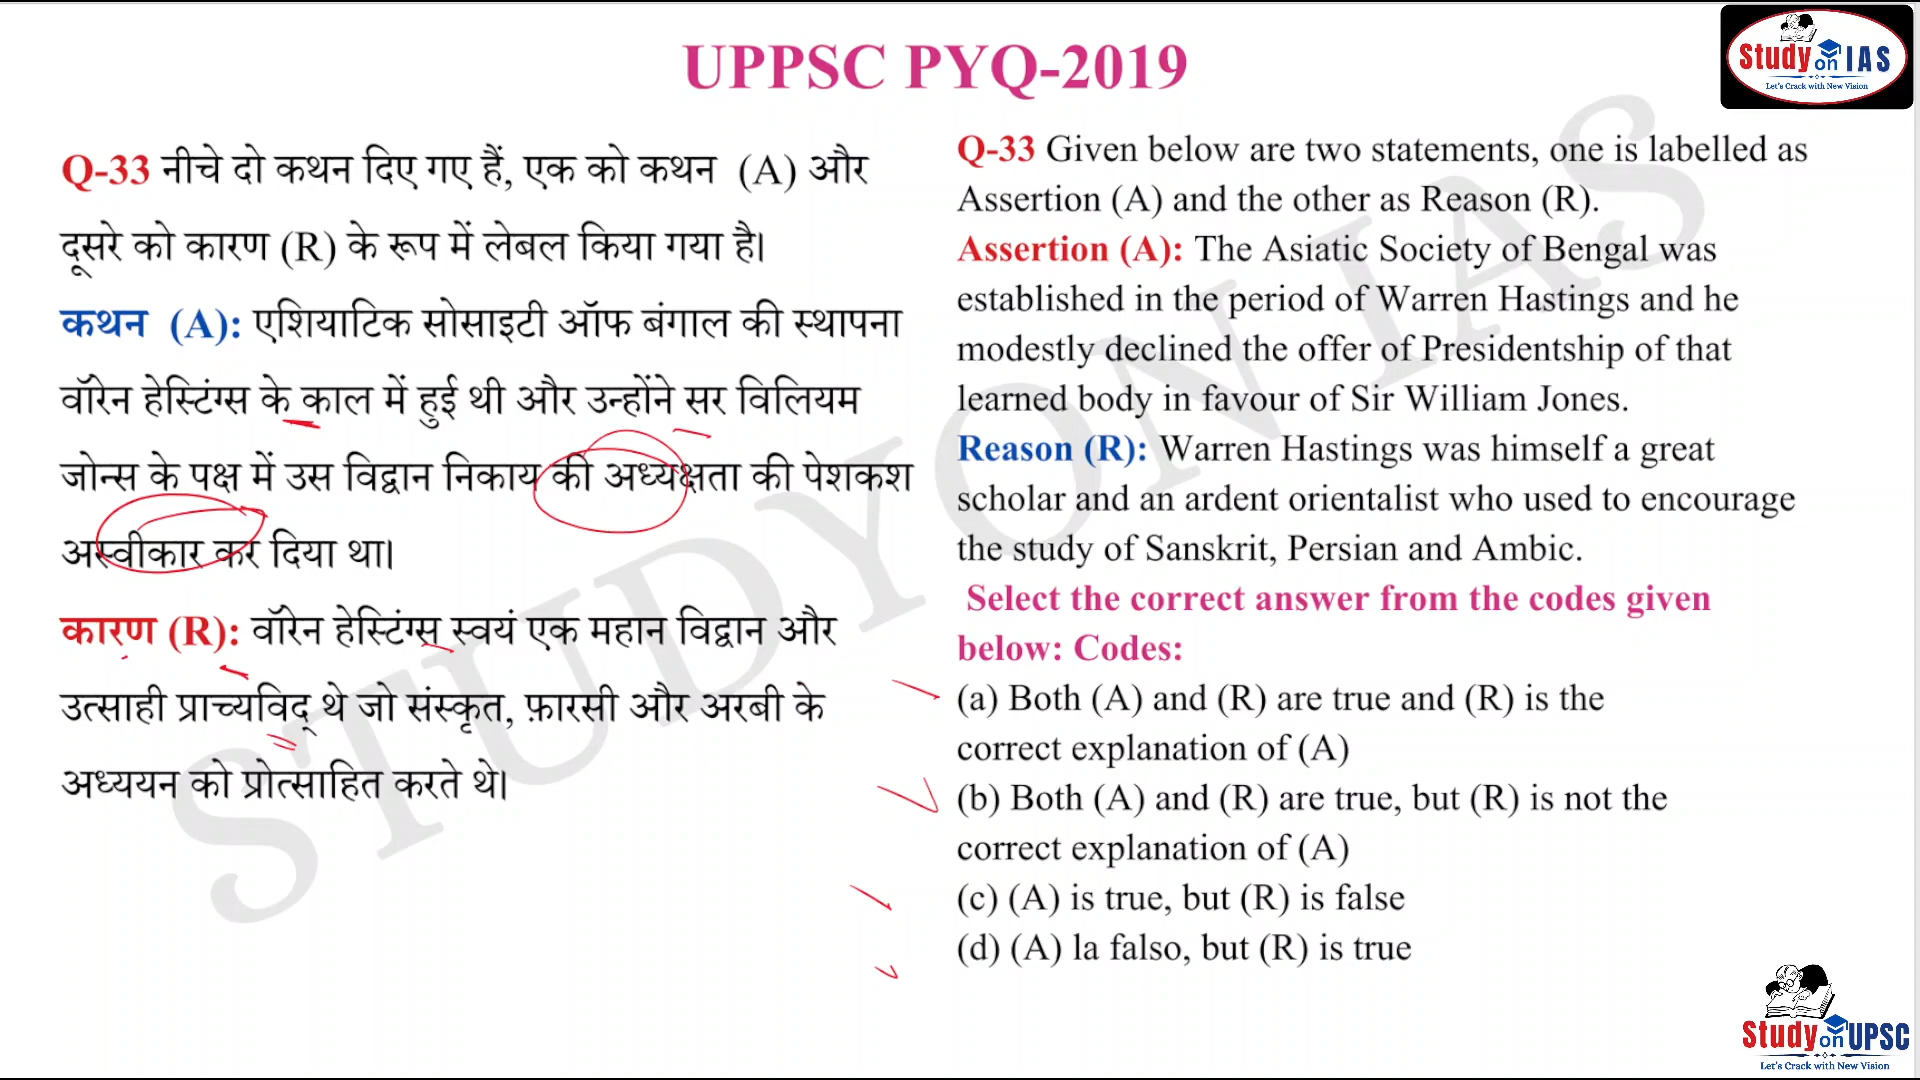 UPPSC PYQ-2019
Study on IAS
Let's Crack with New Vision
Q-33 नीचे दो कथन दिए गए हैं, एक को कथन (A) और
दूसरे को कारण (R) के रूप में लेबल किया गया है।
कथन (A): एशियाटिक सोसाइटी ऑफ बंगाल की स्थापना
वॉरेन हेस्टिंग्स के काल में हुई थी और उन्होंने सर विलियम
जोन्स के पक्ष में उस विद्वान निकाय की अध्यक्षता की पेशकश
अस्वीकार कर दिया था।
कारण (R): वॉरेन हेस्टिंग्स स्वयं एक महान विद्वान और
उत्साही प्राच्यविद् थे जो संस्कृत, फ़ारसी और अरबी के
अध्ययन को प्रोत्साहित करते थे।
Q-33 Given below are two statements, one is labelled as
Assertion (A) and the other as Reason (R).
Assertion (A): The Asiatic Society of Bengal was
established in the period of Warren Hastings and he
modestly declined the offer of Presidentship of that
learned body in favour of Sir William Jones.
Reason (R): Warren Hastings was himself a great
scholar and an ardent orientalist who used to encourage
the study of Sanskrit, Persian and Ambic.
Select the correct answer from the codes given
below: Codes:
(a) Both (A) and (R) are true and (R) is the
correct explanation of (A)
(b) Both (A) and (R) are true, but (R) is not the
correct explanation of (A)
(c) (A) is true, but (R) is false
(d) (A) la falso, but (R) is true
STUDY ON IAS
Study on UPSC
Let's Crack with New Vision